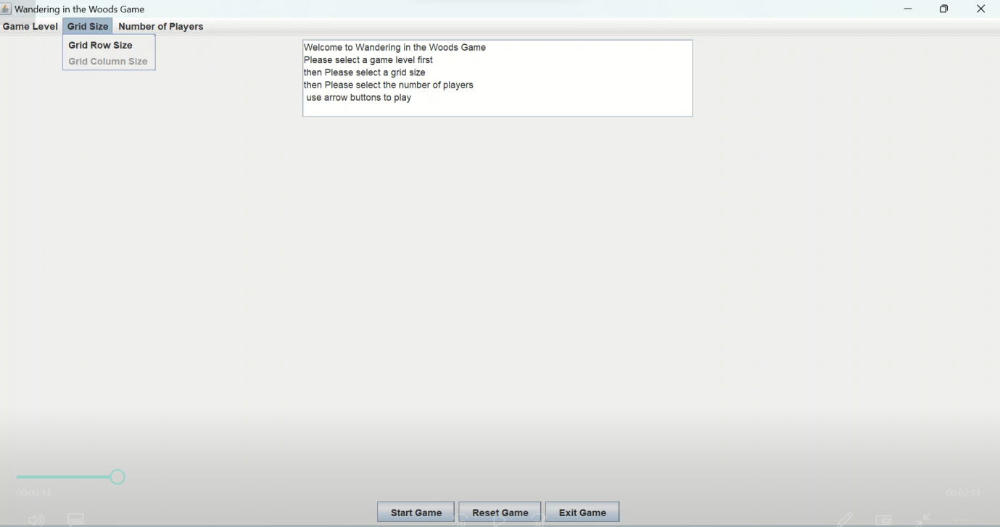 Wandering in the Woods Game
Game Level Grid Size Number of Players
Grid Row Size
Grid Column Size
Welcome to Wandering in the Woods Game
Please select a game level first
then Please select a grid size
then Please select the number of players
use arrow buttons to play
00:00:14
00:02:11
Start Game Reset Game Exit Game